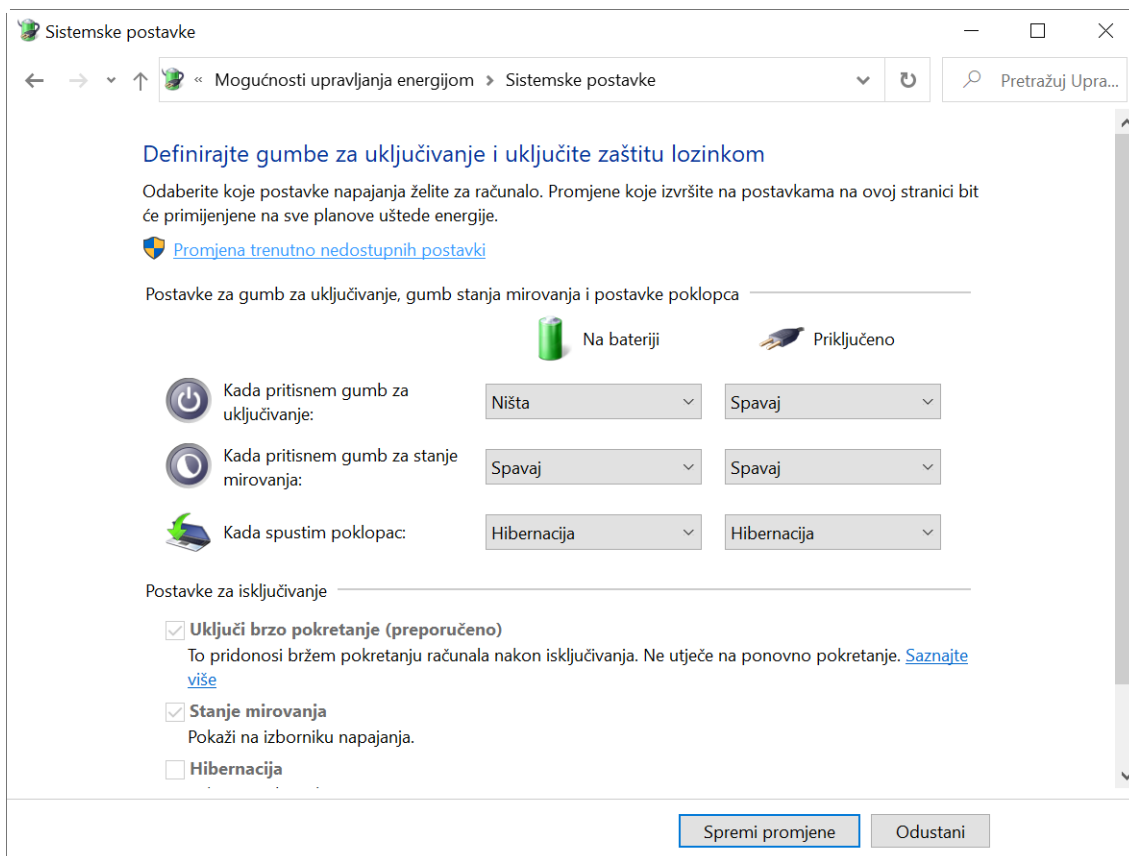 Sistemske postavke
« Mogućnosti upravljanja energijom > Sistemske postavke
Pretražuj Upra...
Definirajte gumbe za uključivanje i uključite zaštitu lozinkom
Odaberite koje postavke napajanja želite za računalo. Promjene koje izvršite na postavkama na ovoj stranici bit
će primijenjene na sve planove uštede energije.
Promjena trenutno nedostupnih postavki
Postavke za gumb za uključivanje, gumb stanja mirovanja i postavke poklopca
Na bateriji Priključeno
Kada pritisnem gumb za
uključivanje:
Ništa Spavaj
Kada pritisnem gumb za stanje
mirovanja:
Spavaj Spavaj
Kada spustim poklopac: Hibernacija Hibernacija
Postavke za isključivanje
Uključi brzo pokretanje (preporučeno)
To pridonosi bržem pokretanju računala nakon isključivanja. Ne utječe na ponovno pokretanje. Saznajte
više
Stanje mirovanja
Pokaži na izborniku napajanja.
Hibernacija
Spremi promjene Odustani